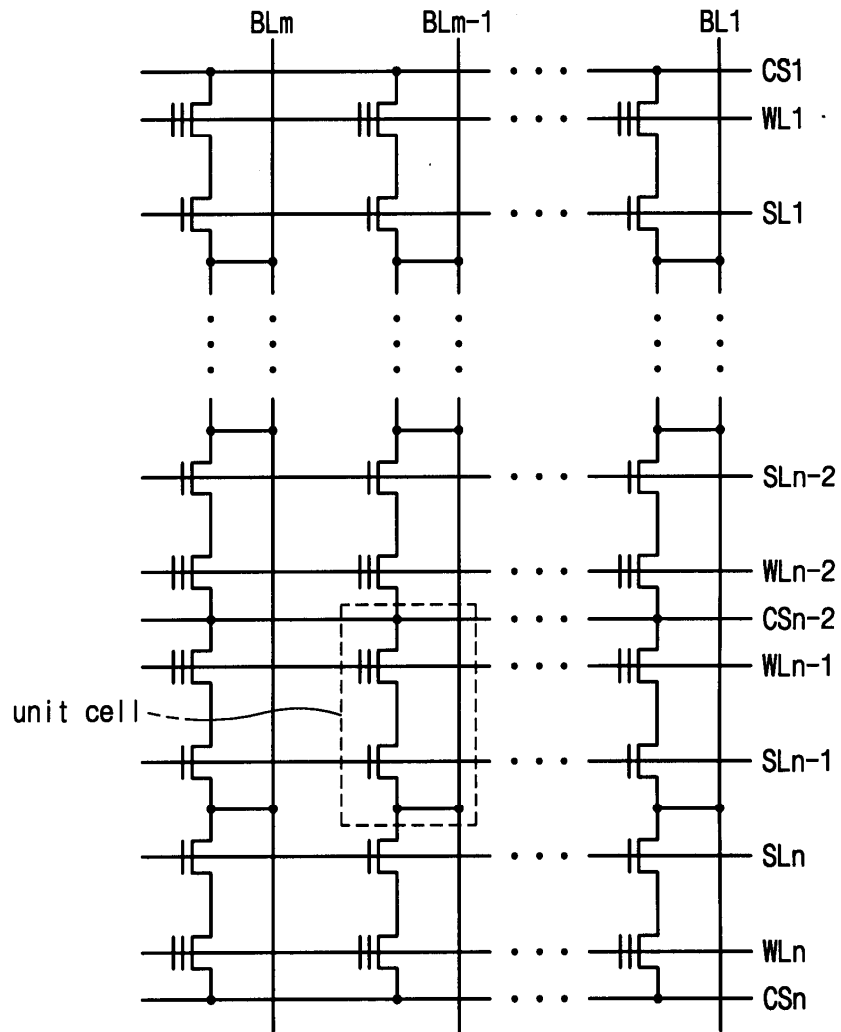 BLm BLm-1 BL1
CS1
WL1
SL1
SLn-2
WLn-2
CSn-2
WLn-1
unit cell
SLn-1
SLn
WLn
CSn